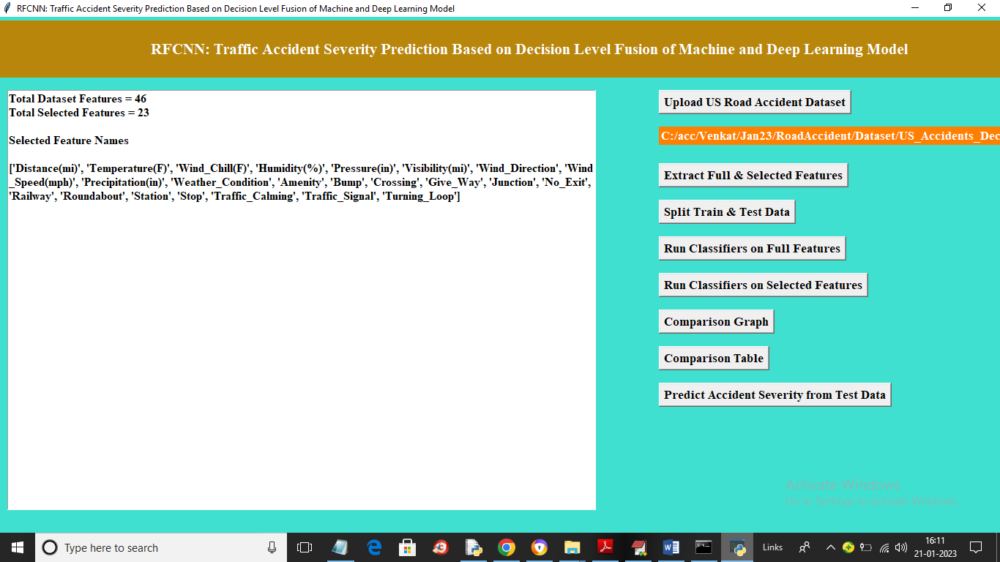 RFCNN: Traffic Accident Severity Prediction Based on Decision Level Fusion of Machine and Deep Learning Model
RFCNN: Traffic Accident Severity Prediction Based on Decision Level Fusion of Machine and Deep Learning Model
Total Dataset Features = 46
Total Selected Features = 23
Selected Feature Names
['Distance(mi)', 'Temperature(F)', 'Wind_Chill(F)', 'Humidity(%)', 'Pressure(in)', 'Visibility(mi)', 'Wind_Direction', 'Wind
_Speed(mph)', 'Precipitation(in)', 'Weather_Condition', 'Amenity', 'Bump', 'Crossing', 'Give_Way', 'Junction', 'No_Exit',
'Railway', 'Roundabout', 'Station', 'Stop', 'Traffic_Calming', 'Traffic_Signal', 'Turning_Loop']
Upload US Road Accident Dataset
C:/acc/Venkat/Jan23/RoadAccident/Dataset/US_Accidents_Dec
Extract Full & Selected Features
Split Train & Test Data
Run Classifiers on Full Features
Run Classifiers on Selected Features
Comparison Graph
Comparison Table
Predict Accident Severity from Test Data
Activate Windows
Go to Settings to activate Windows.
Type here to search
Links
16:11
21-01-2023